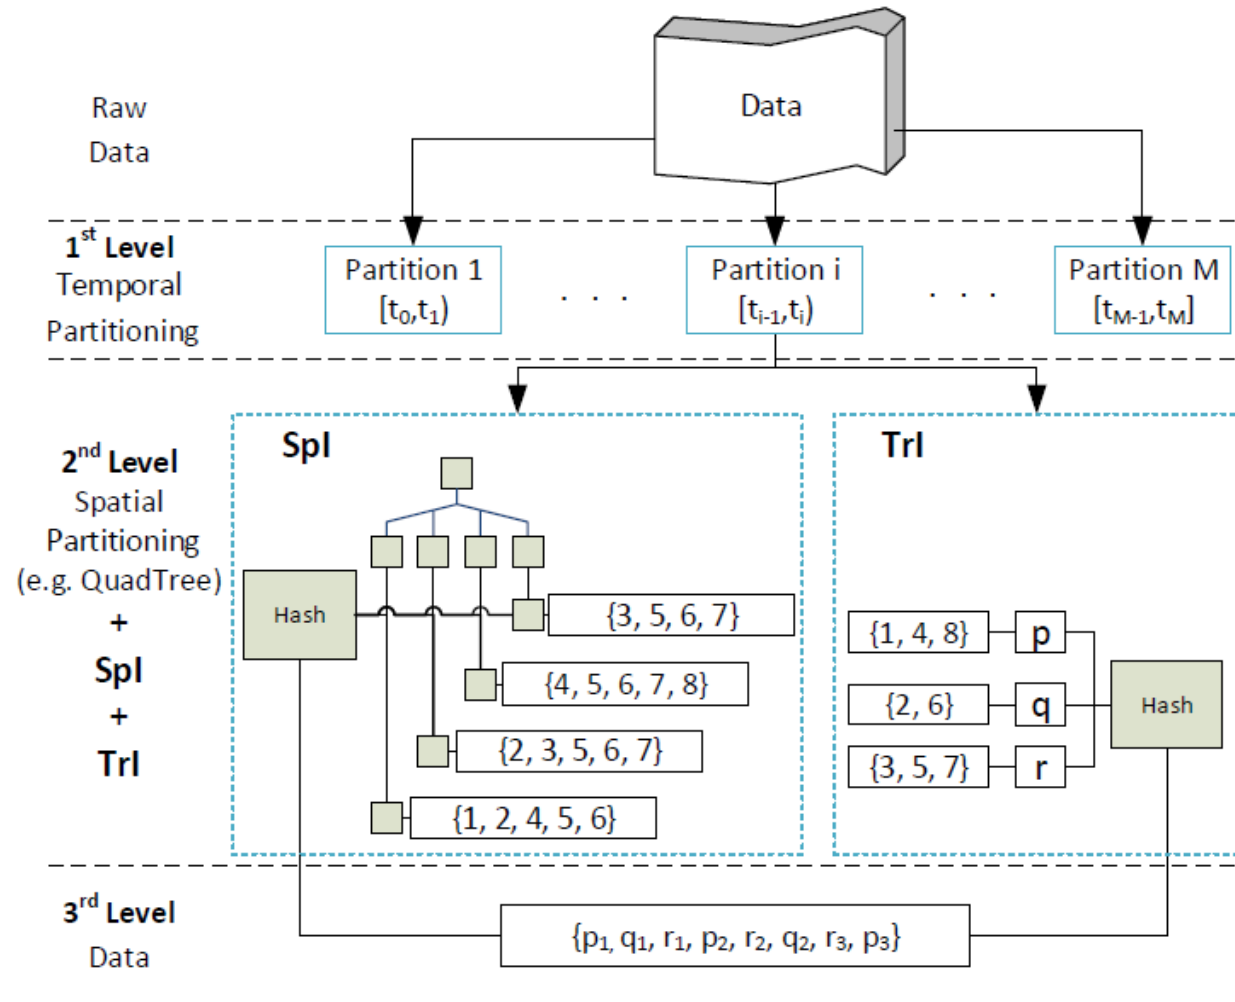 Raw
Data
Data
1st Level
Temporal
Partitioning
Partition 1
[t0,t1)
. . .
Partition i
[ti-1,ti)
. . .
Partition M
[tM-1,tM]
2nd Level
Spatial
Partitioning
(e.g. QuadTree)
+
SpI
+
TrI
SpI
Hash
{3, 5, 6, 7}
{4, 5, 6, 7, 8}
{2, 3, 5, 6, 7}
{1, 2, 4, 5, 6}
TrI
{1, 4, 8} p
{2, 6} q
{3, 5, 7} r
Hash
3rd Level
Data
{p1, q1, r1, p2, r2, q2, r3, p3}